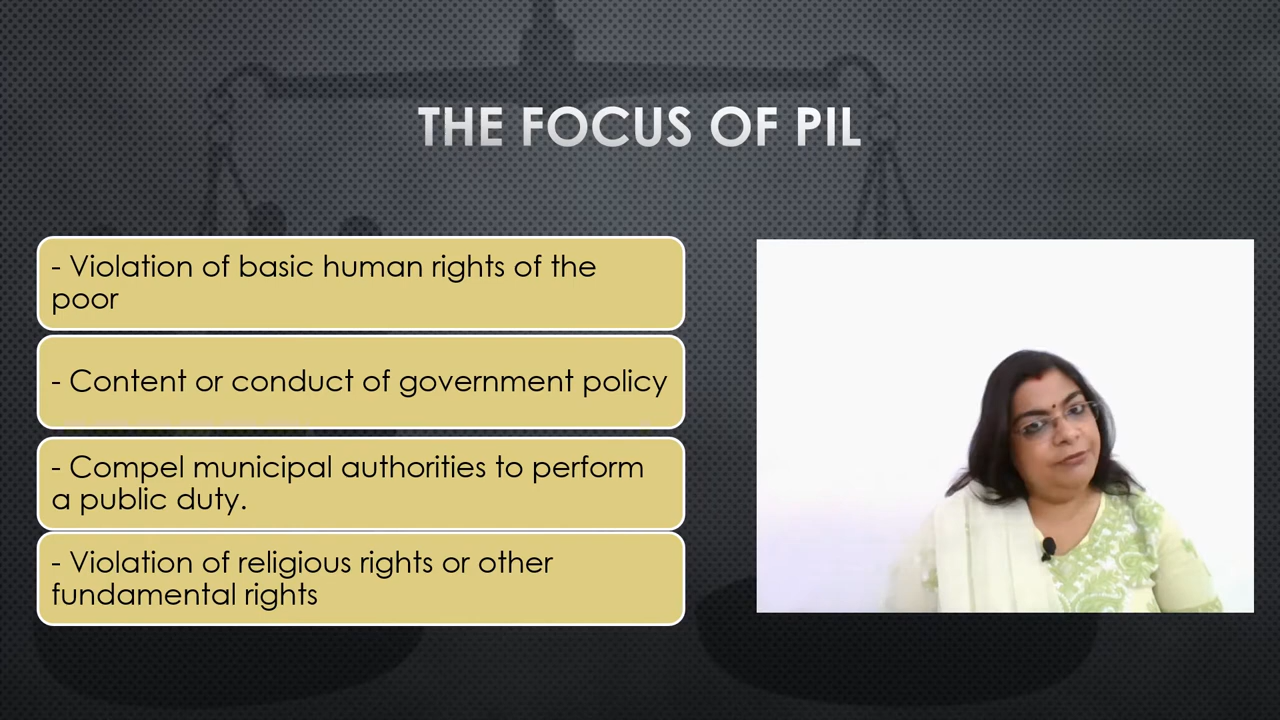 THE FOCUS OF PIL
- Violation of basic human rights of the
poor
- Content or conduct of government policy
- Compel municipal authorities to perform
a public duty.
- Violation of religious rights or other
fundamental rights